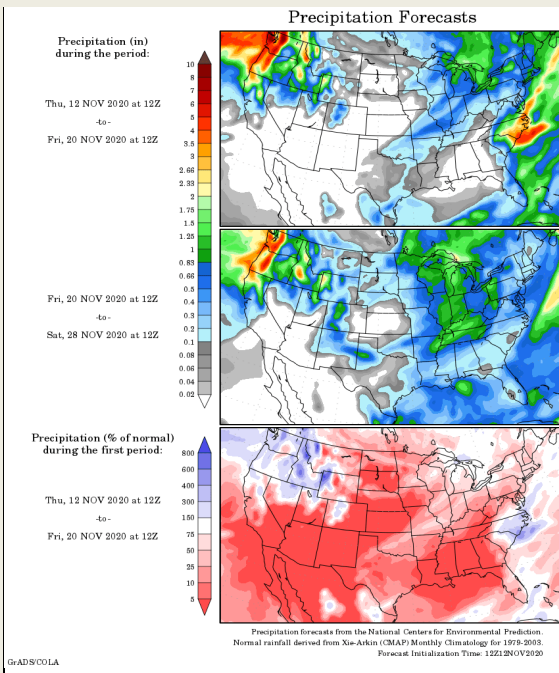 Precipitation Forecasts
Precipitation (in)
during the period:
Thu, 12 NOV 2020 at 12Z
-to-
Fri, 20 NOV 2020 at 12Z
10
8
7
6
5
4
3.5
3
2.66
2.33
2
1.75
1.5
1.25
1
0.83
0.66
0.5
0.4
0.3
0.2
0.1
0.08
0.06
0.04
0.02
Fri, 20 NOV 2020 at 12Z
-to-
Sat, 28 NOV 2020 at 12Z
Precipitation (% of normal)
during the first period:
Thu, 12 NOV 2020 at 12Z
-to-
Fri, 20 NOV 2020 at 12Z
800
600
400
300
150
75
50
25
10
5
Precipitation forecasts from the National Centers for Environmental Prediction.
Normal rainfall derived from Xie-Arkin (CMAP) Monthly Climatology for 1979-2003.
Forecast Initialization Time: 12Z12NOV2020
GrADS/COLA